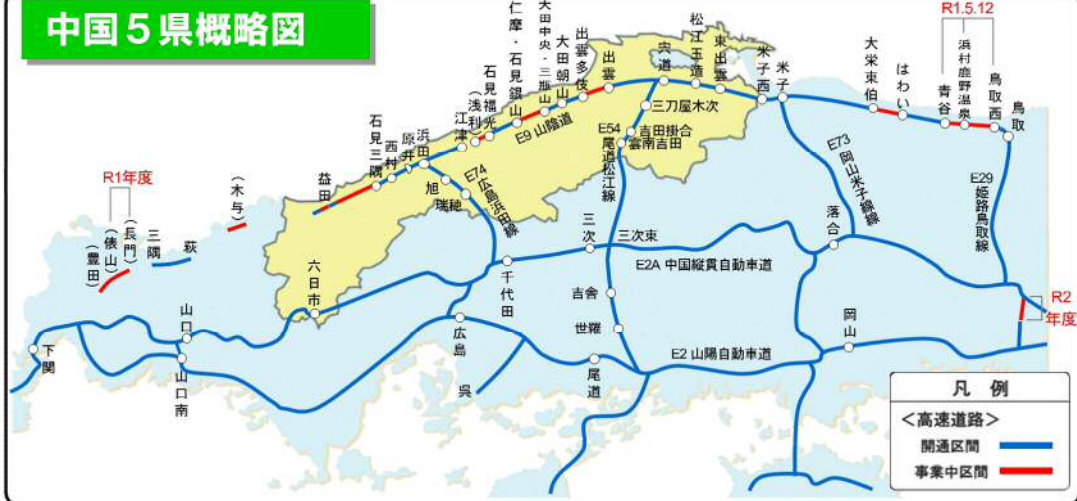 中国5県概略図
R1.5.12
R1年度
R2
年度
下関
(豊田)
(俵山)
(長門)
三隅
萩
(木与)
山口
山口南
益田
六日市
石見三隅
西村
原井
浜田
江津
(浅利)
石見福光
仁摩・石見銀山
大田中央・三瓶山
大田朝山
出雲多伎
出雲
宍道
松江玉造
東出雲
米子西
米子
大栄東伯
はわい
青谷
浜村鹿野温泉
鳥取西
鳥取
E9 山陰道
三刀屋木次
E54
吉田掛合
雲南吉田
尾道松江線
旭
瑞穂
E74
広島浜田線
E73
岡山米子線
E29
姫路鳥取線
三次
三次東
落合
E2A 中国縦貫自動車道
千代田
吉舎
世羅
広島
呉
尾道
E2 山陽自動車道
岡山
凡 例
<高速道路>
開通区間
事業中区間